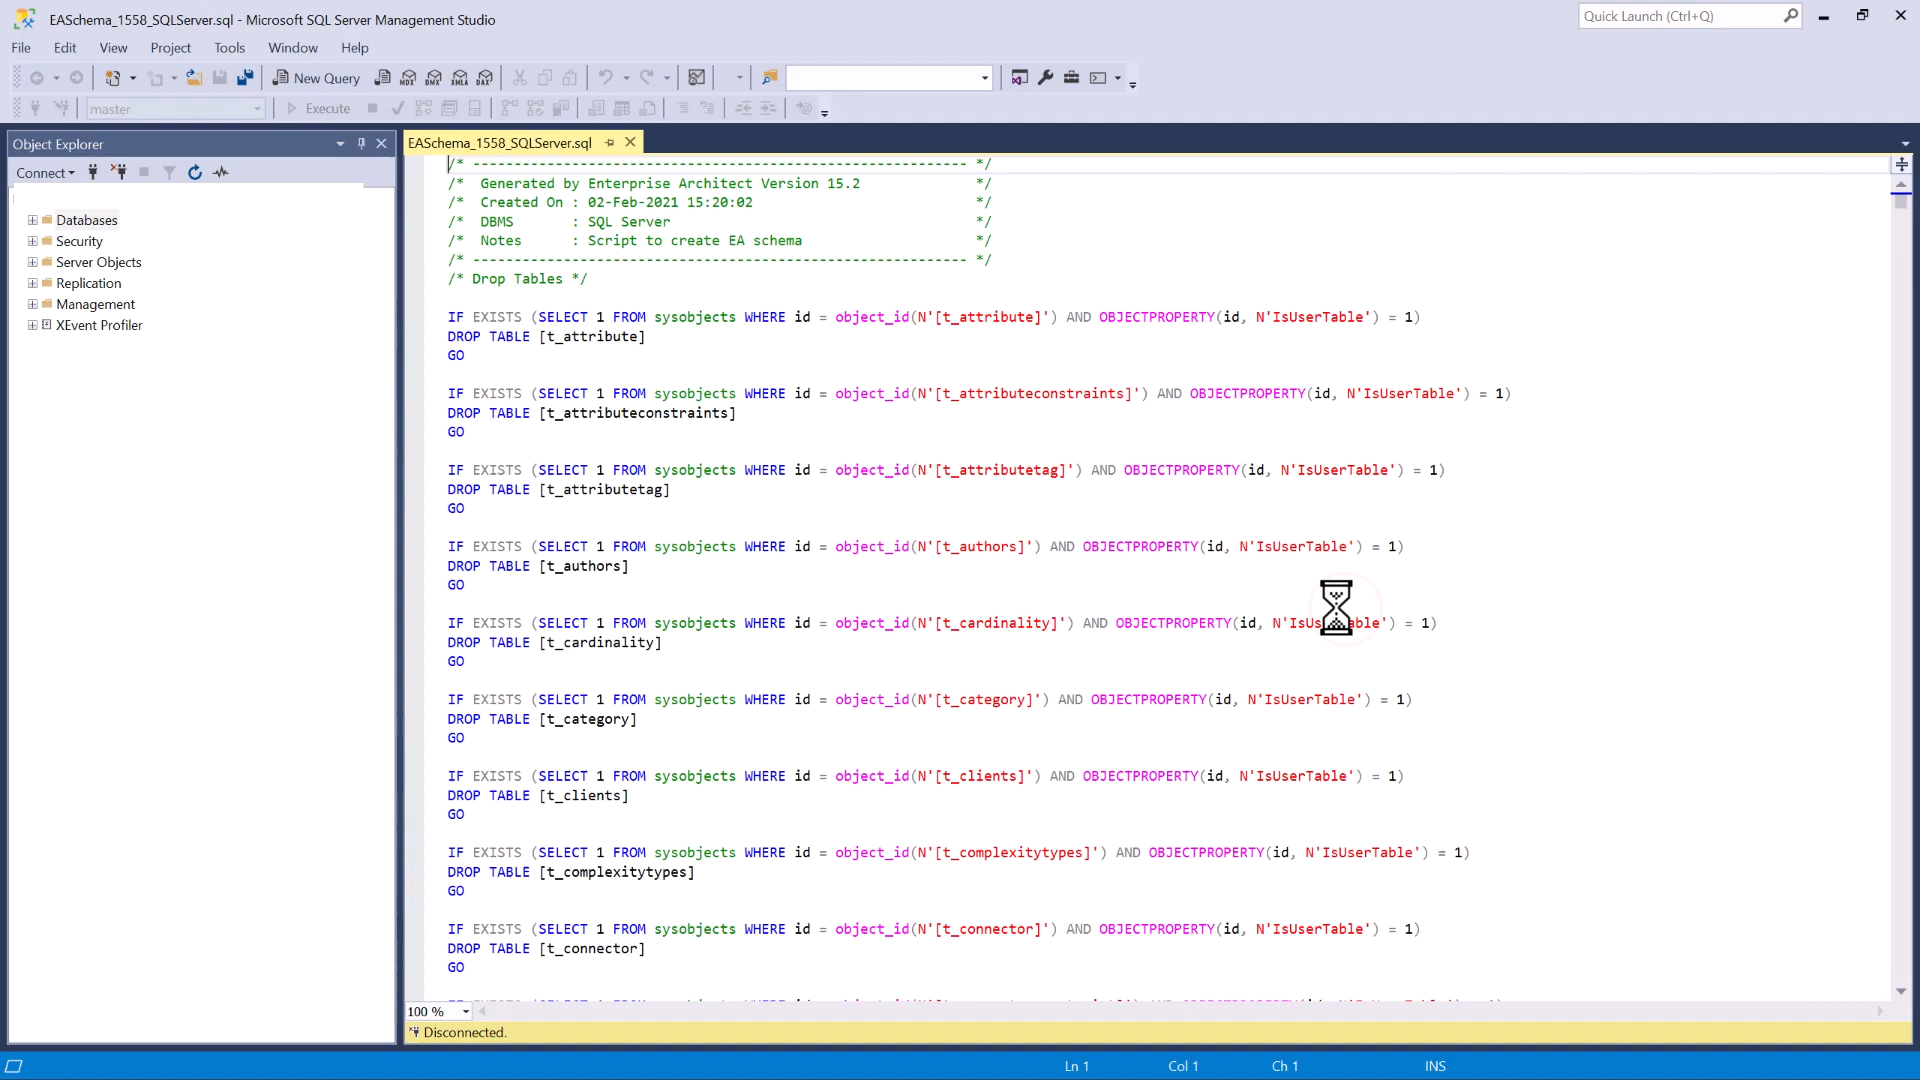 EASchema_1558_SQLServer.sql - Microsoft SQL Server Management Studio
Quick Launch (Ctrl+Q)
File Edit View Project Tools Window Help
New Query MDX DMX XMLA DAX
master Execute
Object Explorer
Connect
Databases
Security
Server Objects
Replication
Management
XEvent Profiler
EASchema_1558_SQLServer.sql
/* ------------------------------------------------------------ */
/*  Generated by Enterprise Architect Version 15.2              */
/*  Created On : 02-Feb-2021 15:20:02                           */
/*  DBMS       : SQL Server                                     */
/*  Notes      : Script to create EA schema                     */
/* ------------------------------------------------------------ */
/* Drop Tables */
IF EXISTS (SELECT 1 FROM sysobjects WHERE id = object_id(N'[t_attribute]') AND OBJECTPROPERTY(id, N'IsUserTable') = 1)
DROP TABLE [t_attribute]
GO
IF EXISTS (SELECT 1 FROM sysobjects WHERE id = object_id(N'[t_attributeconstraints]') AND OBJECTPROPERTY(id, N'IsUserTable') = 1)
DROP TABLE [t_attributeconstraints]
GO
IF EXISTS (SELECT 1 FROM sysobjects WHERE id = object_id(N'[t_attributetag]') AND OBJECTPROPERTY(id, N'IsUserTable') = 1)
DROP TABLE [t_attributetag]
GO
IF EXISTS (SELECT 1 FROM sysobjects WHERE id = object_id(N'[t_authors]') AND OBJECTPROPERTY(id, N'IsUserTable') = 1)
DROP TABLE [t_authors]
GO
IF EXISTS (SELECT 1 FROM sysobjects WHERE id = object_id(N'[t_cardinality]') AND OBJECTPROPERTY(id, N'IsUserTable') = 1)
DROP TABLE [t_cardinality]
GO
IF EXISTS (SELECT 1 FROM sysobjects WHERE id = object_id(N'[t_category]') AND OBJECTPROPERTY(id, N'IsUserTable') = 1)
DROP TABLE [t_category]
GO
IF EXISTS (SELECT 1 FROM sysobjects WHERE id = object_id(N'[t_clients]') AND OBJECTPROPERTY(id, N'IsUserTable') = 1)
DROP TABLE [t_clients]
GO
IF EXISTS (SELECT 1 FROM sysobjects WHERE id = object_id(N'[t_complexitytypes]') AND OBJECTPROPERTY(id, N'IsUserTable') = 1)
DROP TABLE [t_complexitytypes]
GO
IF EXISTS (SELECT 1 FROM sysobjects WHERE id = object_id(N'[t_connector]') AND OBJECTPROPERTY(id, N'IsUserTable') = 1)
DROP TABLE [t_connector]
GO
100 %
Disconnected.
Ln 1 Col 1 Ch 1 INS